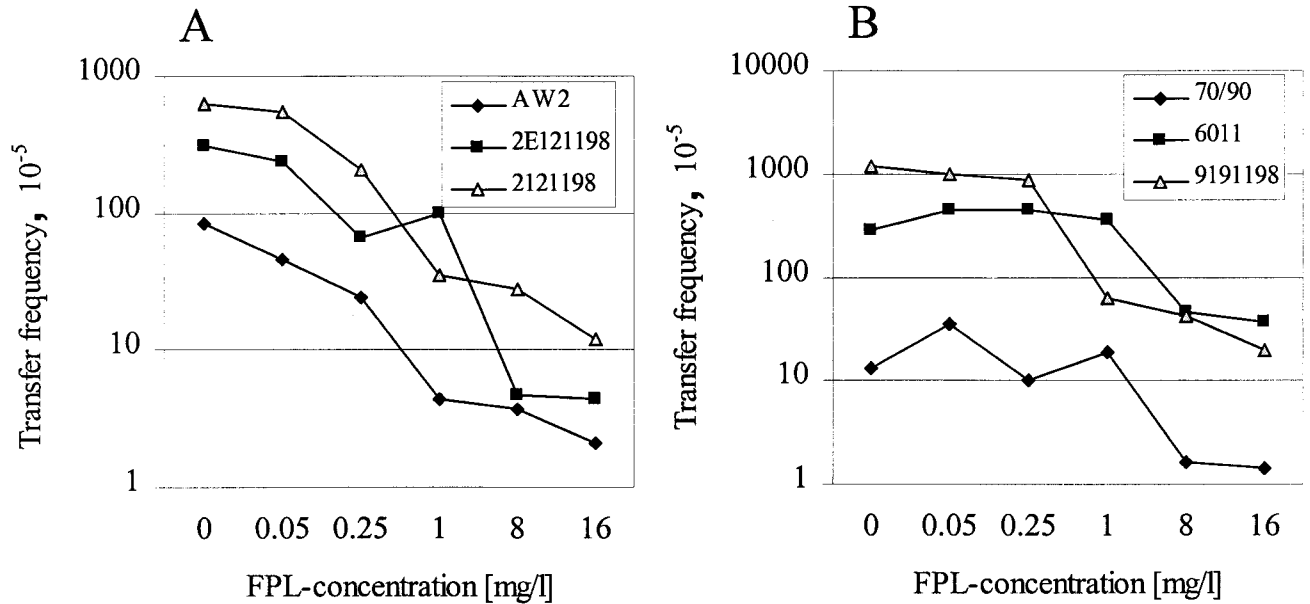 A
1000
100
10
1
Transfer frequency, 10-5
AW2
2E121198
2121198
0 0.05 0.25 1 8 16
FPL-concentration [mg/l]
B
10000
1000
100
10
1
Transfer frequency, 10-5
70/90
6011
9191198
0 0.05 0.25 1 8 16
FPL-concentration [mg/l]